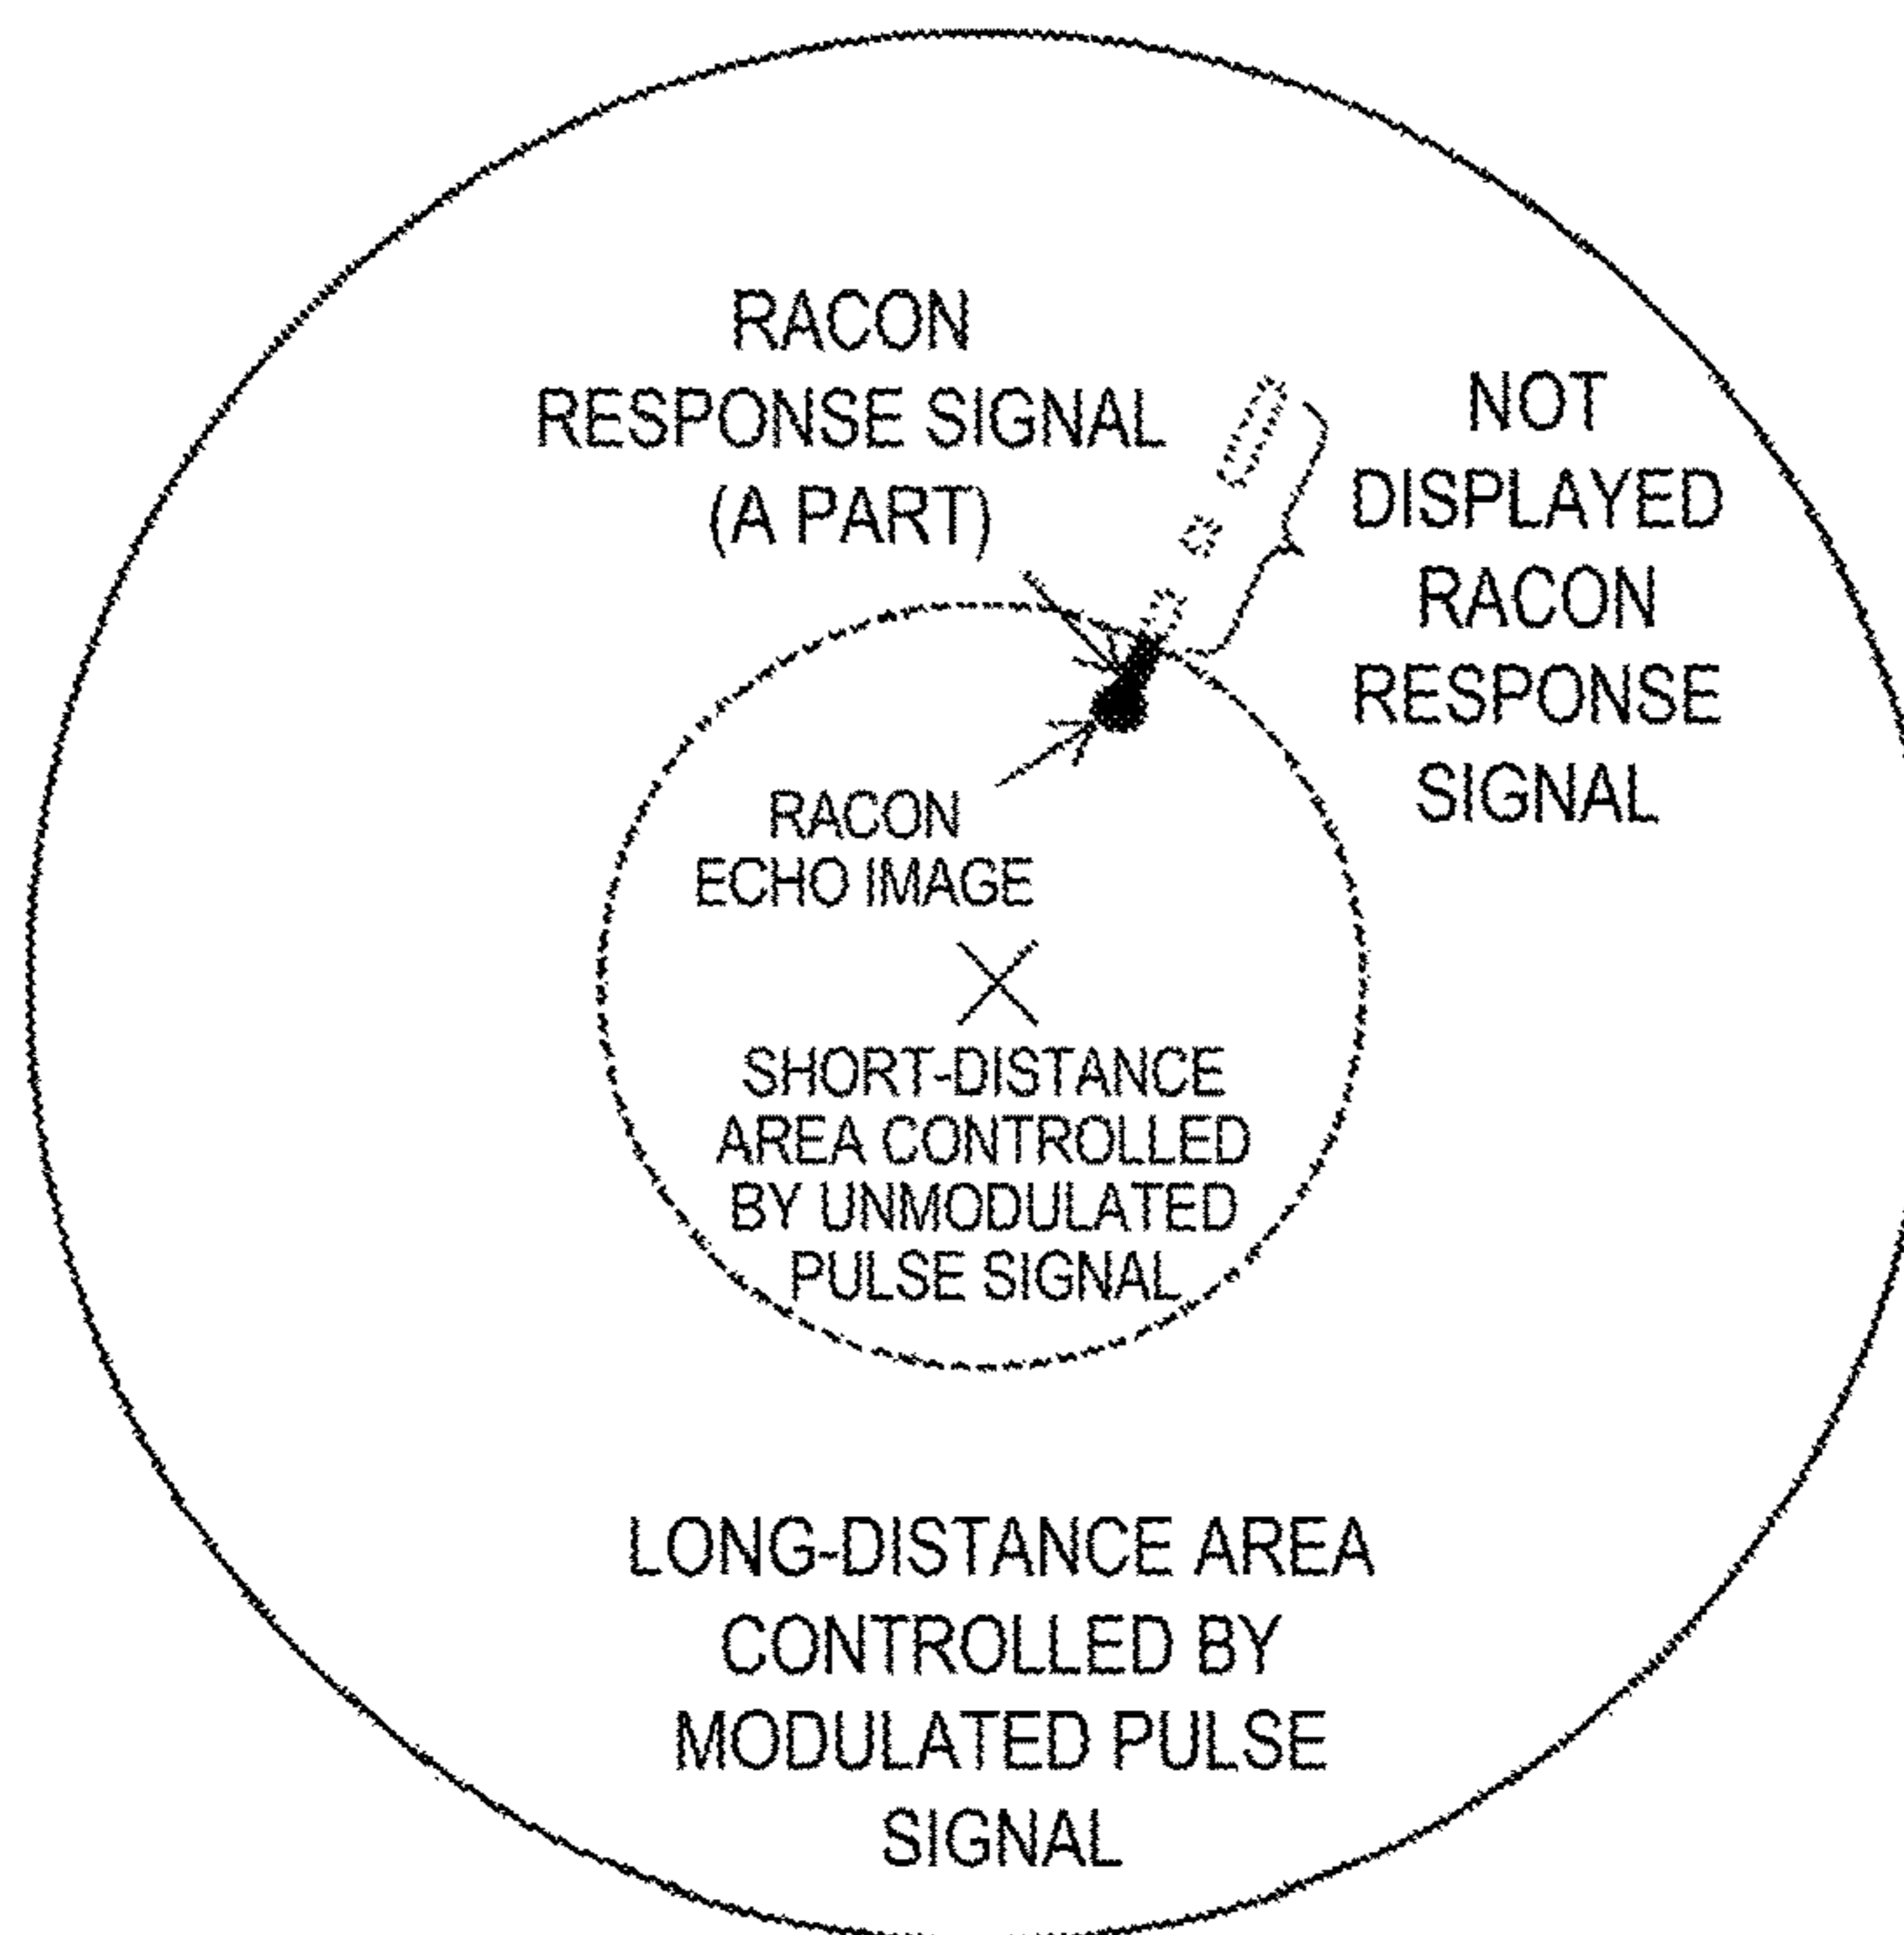 RACON
RESPONSE SIGNAL
(A PART)
NOT
DISPLAYED
RACON
RESPONSE
SIGNAL
RACON
ECHO IMAGE
SHORT-DISTANCE
AREA CONTROLLED
BY UNMODULATED
PULSE SIGNAL
LONG-DISTANCE AREA
CONTROLLED BY
MODULATED PULSE
SIGNAL